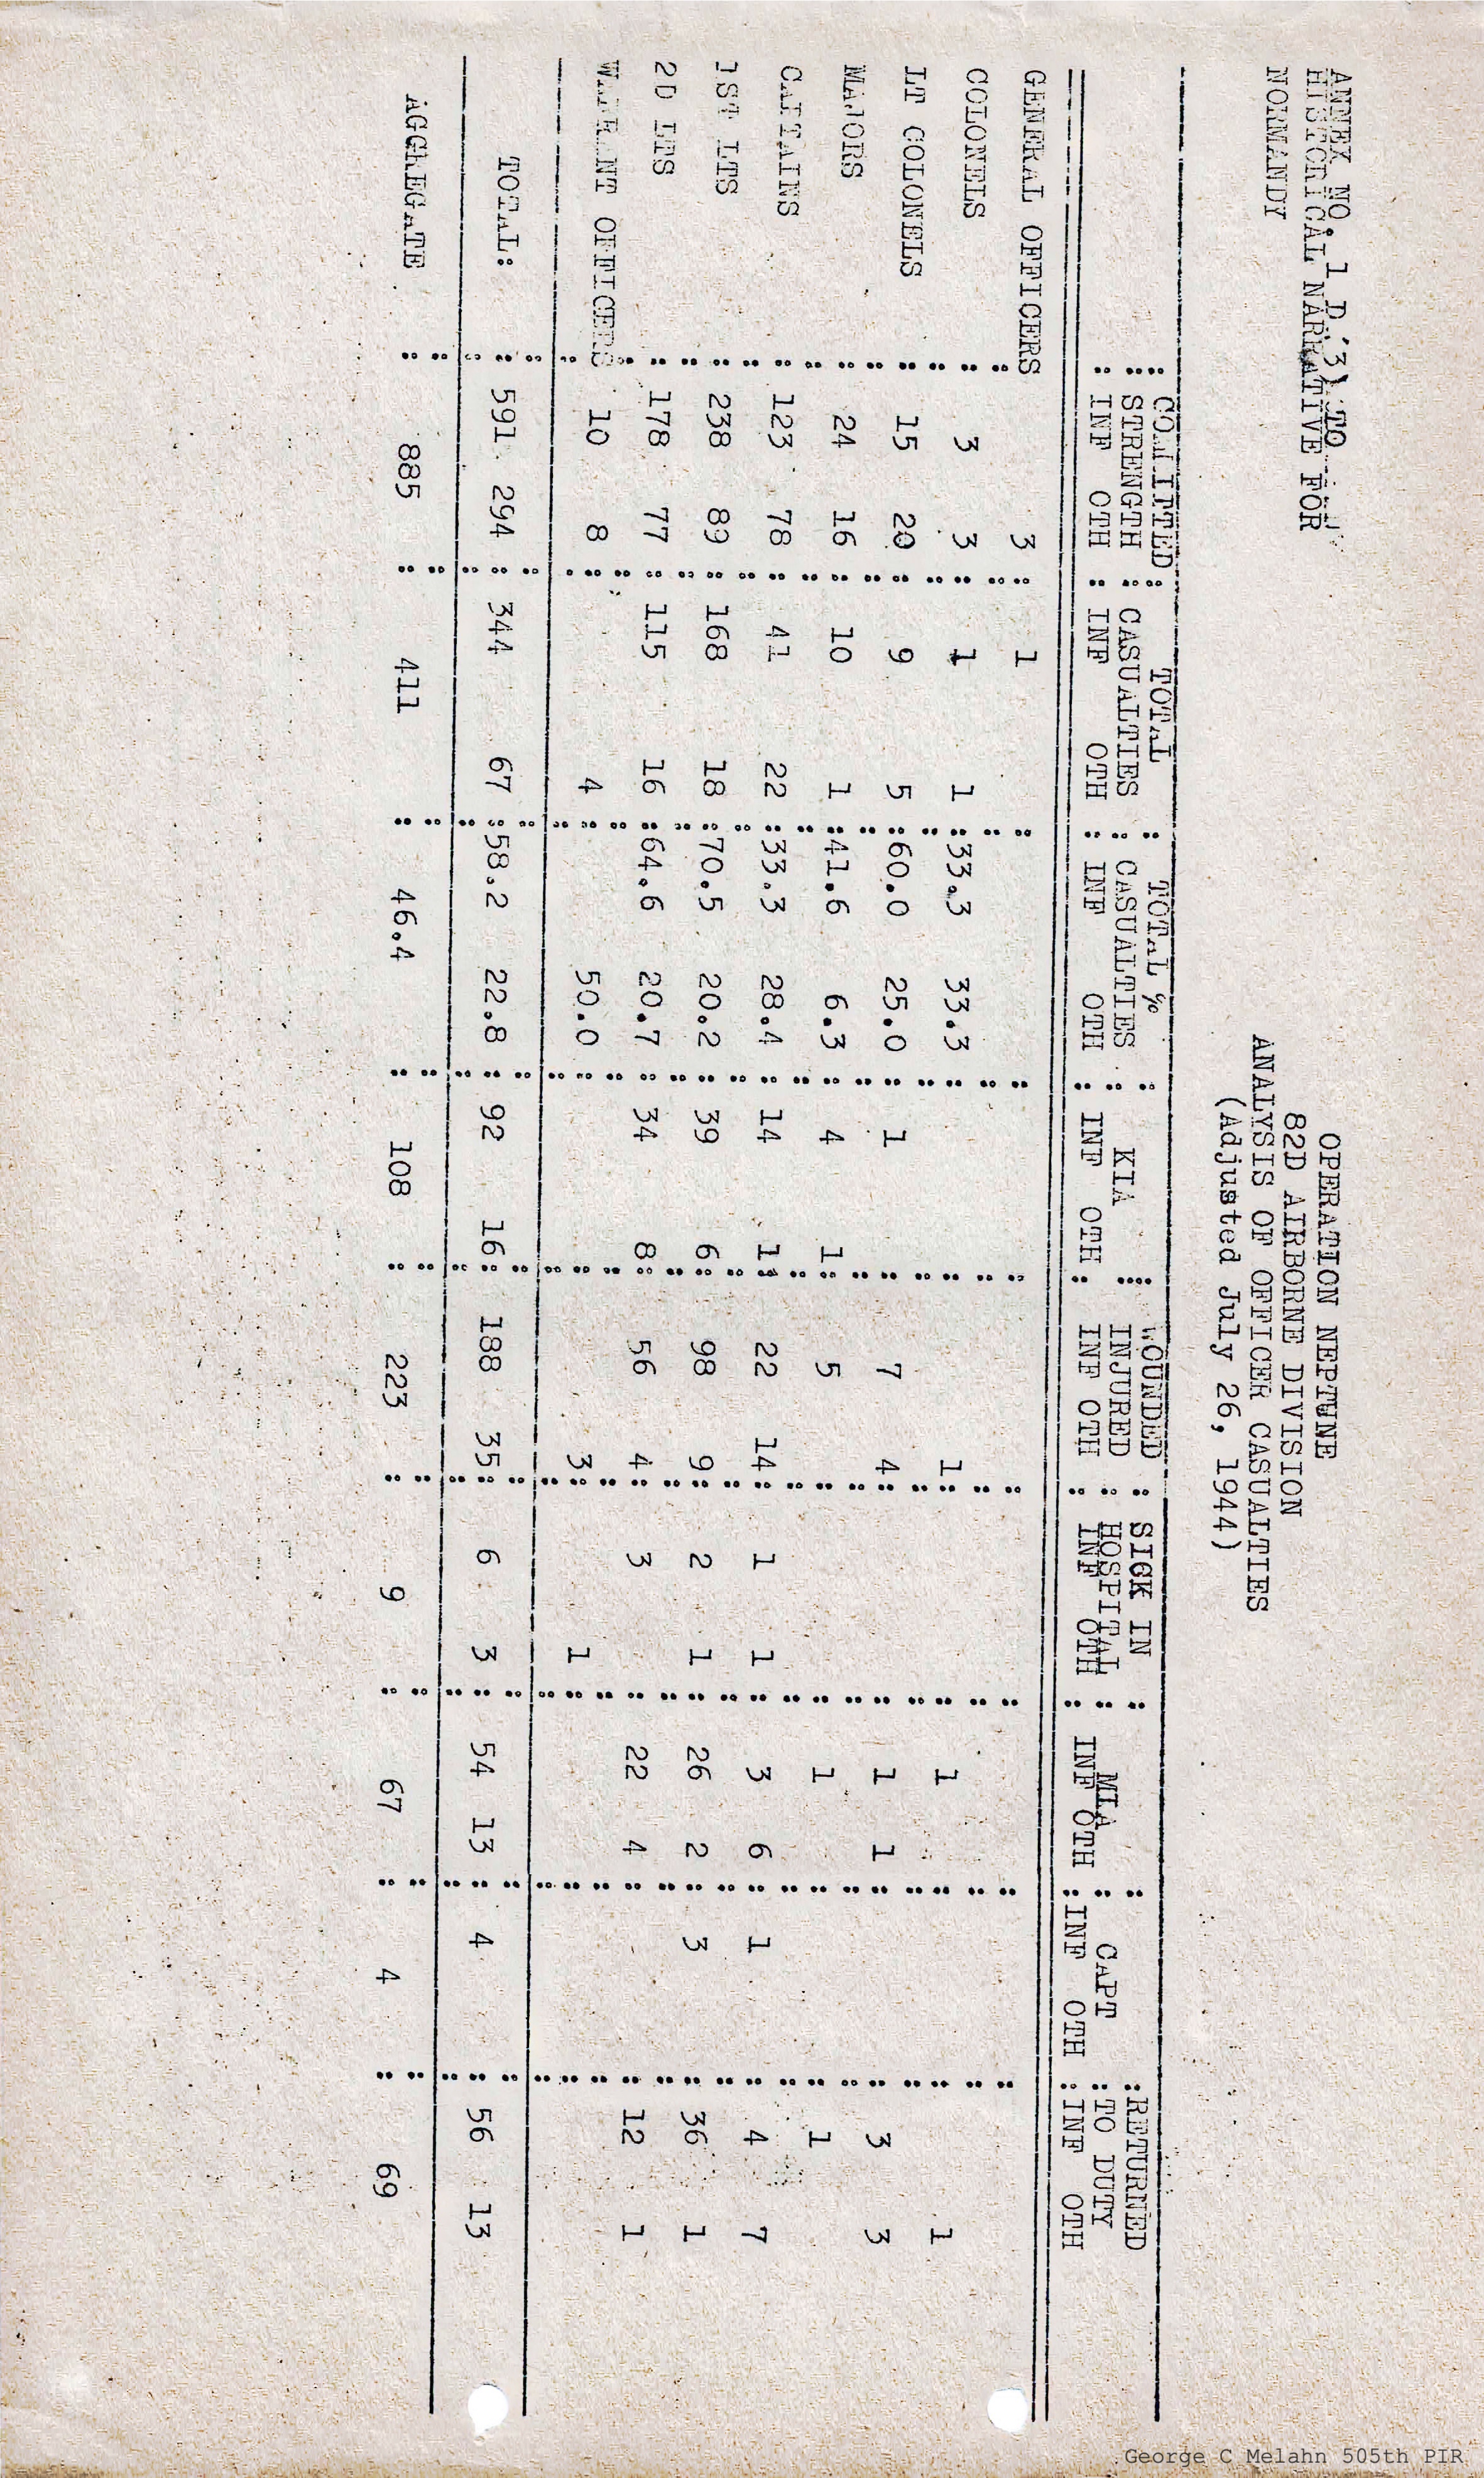 ANNEX NO. 1 D.3) TO
HISTORICAL NARRATIVE FOR
NORMANDY
OPERATION NEPTUNE
82D AIRBORNE DIVISION
ANALYSIS OF OFFICER CASUALTIES
(Adjusted July 26, 1944)
COMMITTED : TOTAL : TOTAL % : : WOUNDED : SICK IN : : : RETURNED
STRENGTH : CASUALTIES : CASUALTIES : KIA : INJURED : HOSPITAL : MIA : CAPT : TO DUTY
INF OTH : INF OTH : INF OTH : INF OTH : INF OTH : INF OTH : INF OTH : INF OTH : INF OTH
GENERAL OFFICERS 3 : 1 : : : : : : :
COLONELS : 3 3 : 1 1 : 33.3 33.3 : : 1 : : 1 : : 1
LT COLONELS : 15 20 : 9 5 : 60.0 25.0 : 1 : 7 4 : : 1 1 : : 3 3
MAJORS : 24 16 : 10 1 : 41.6 6.3 : 4 1 : 5 : : 1 : : 1
CAPTAINS : 123 78 : 41 22 : 33.3 28.4 : 14 1 : 22 14 : 1 1 : 3 6 : 1 : 4 7
1ST LTS : 238 89 : 168 18 : 70.5 20.2 : 39 6 : 98 9 : 2 1 : 26 2 : 3 : 36 1
2D LTS : 178 77 : 115 16 : 64.6 20.7 : 34 8 : 56 4 : 3 : 22 4 : : 12 1
WARRANT OFFICERS : 10 8 : 4 : 50.0 : : 3 : 1 : : :
TOTAL: : 591 294 : 344 67 : 58.2 22.8 : 92 16 : 188 35 : 6 3 : 54 13 : 4 : 56 13
AGGREGATE : 885 : 411 : 46.4 : 108 : 223 : 9 : 67 : 4 : 69
George C Melahn 505th PIR